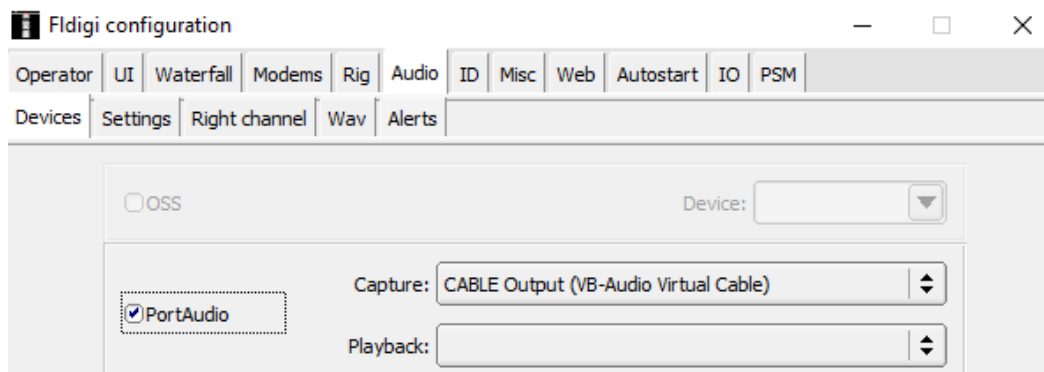 Fldigi configuration
Operator UI Waterfall Modems Rig Audio ID Misc Web Autostart IO PSM
Devices Settings Right channel Wav Alerts
OSS Device:
Capture: CABLE Output (VB-Audio Virtual Cable)
PortAudio
Playback: